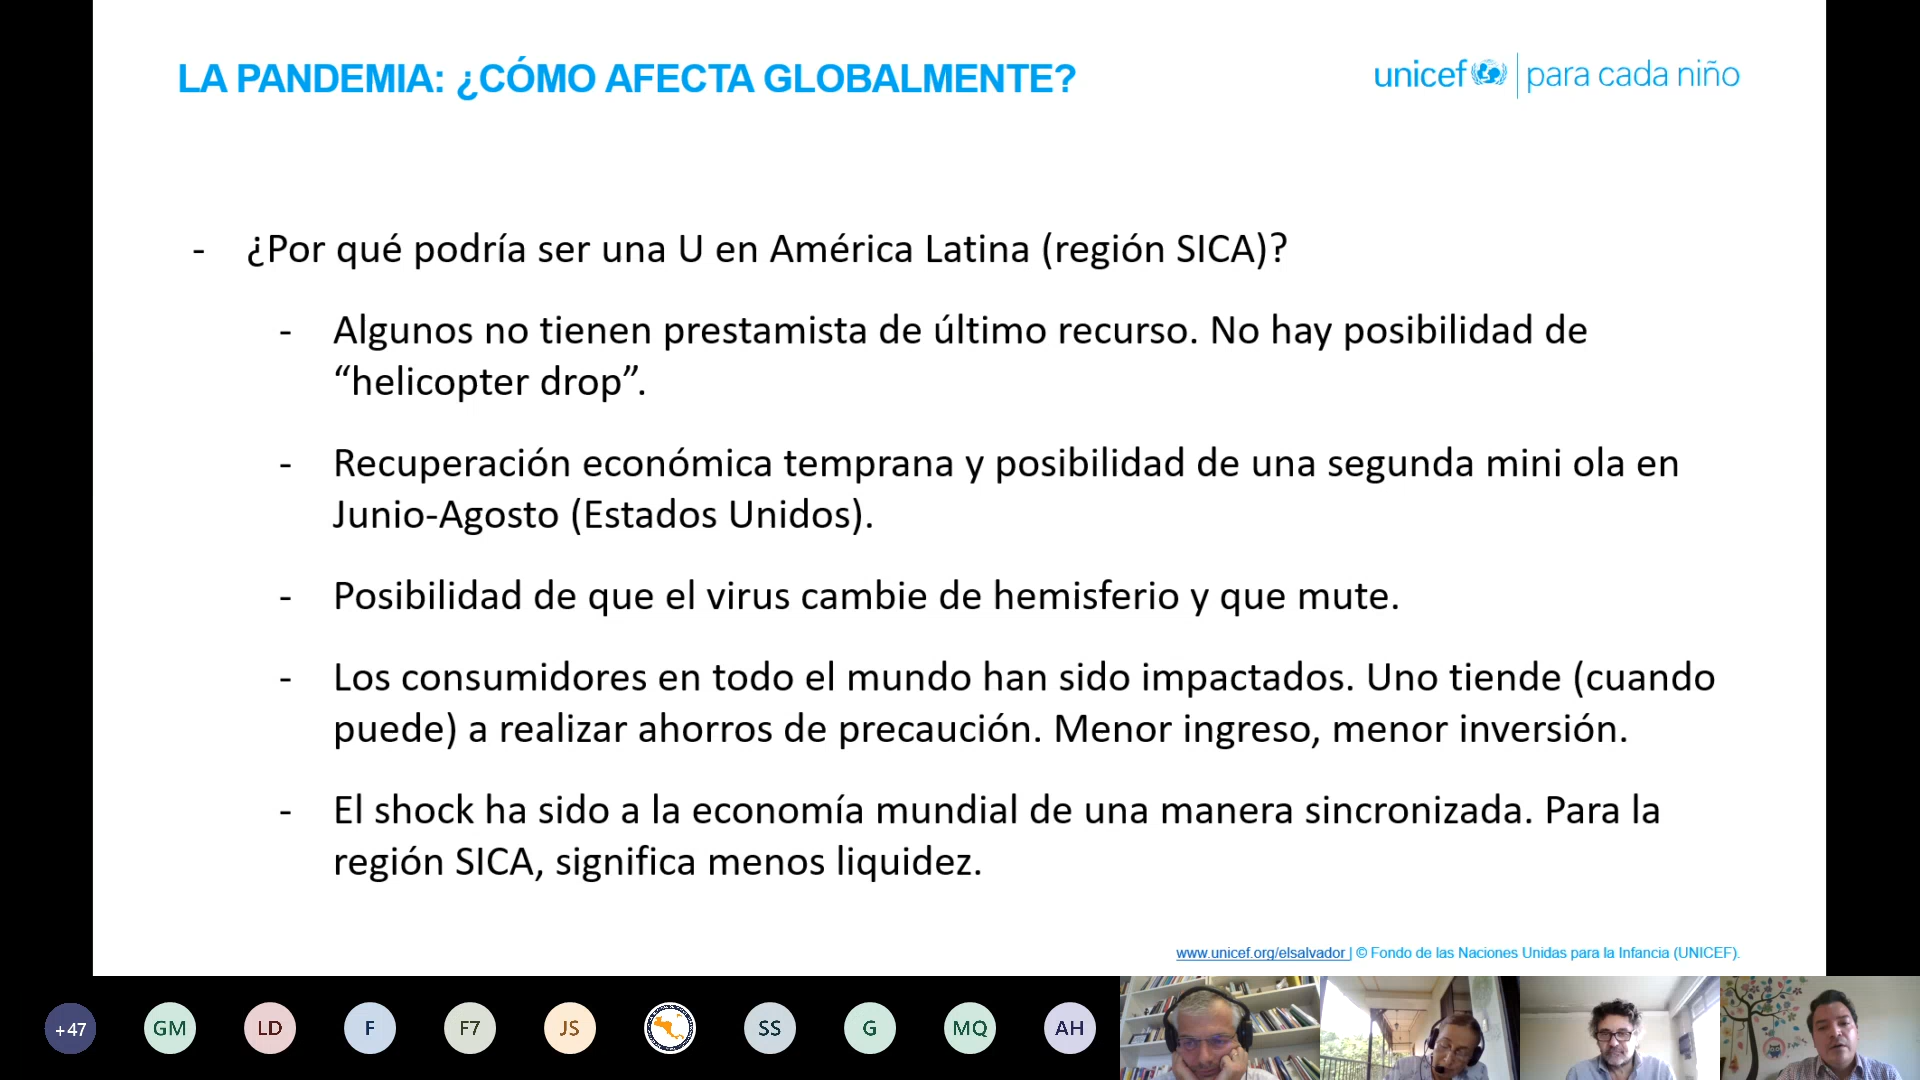 LA PANDEMIA: ¿CÓMO AFECTA GLOBALMENTE?
unicef | para cada niño
- ¿Por qué podría ser una U en América Latina (región SICA)?
- Algunos no tienen prestamista de último recurso. No hay posibilidad de
“helicopter drop”.
- Recuperación económica temprana y posibilidad de una segunda mini ola en
Junio-Agosto (Estados Unidos).
- Posibilidad de que el virus cambie de hemisferio y que mute.
- Los consumidores en todo el mundo han sido impactados. Uno tiende (cuando
puede) a realizar ahorros de precaución. Menor ingreso, menor inversión.
- El shock ha sido a la economía mundial de una manera sincronizada. Para la
región SICA, significa menos liquidez.
www.unicef.org/elsalvador | © Fondo de las Naciones Unidas para la Infancia (UNICEF).
+47 GM LD F F7 JS SS G MQ AH